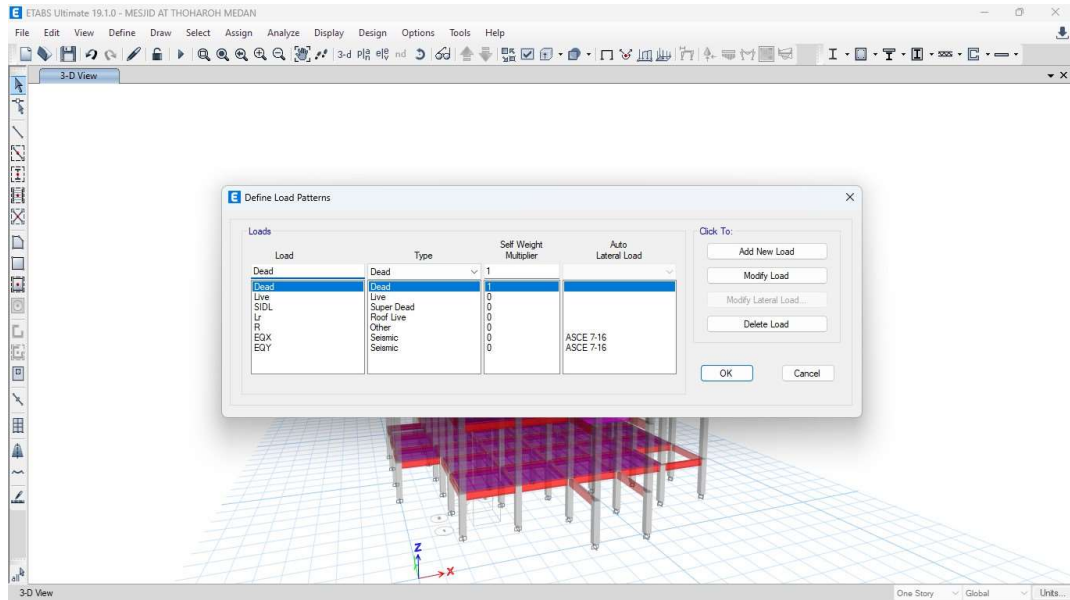 ETABS Ultimate 19.1.0 - MESJID AT THOHAROH MEDAN
File Edit View Define Draw Select Assign Analyze Display Design Options Tools Help
3-d nd
3-D View
Define Load Patterns
Loads
Click To:
Load Type Self Weight Multiplier Auto Lateral Load
Dead Dead 1
Dead Dead 1
Live Live 0
SIDL Super Dead 0
Lr Roof Live 0
R Other 0
EQX Seismic 0 ASCE 7-16
EQY Seismic 0 ASCE 7-16
Add New Load
Modify Load
Modify Lateral Load...
Delete Load
OK Cancel
Z
X
all
3-D View One Story Global Units...